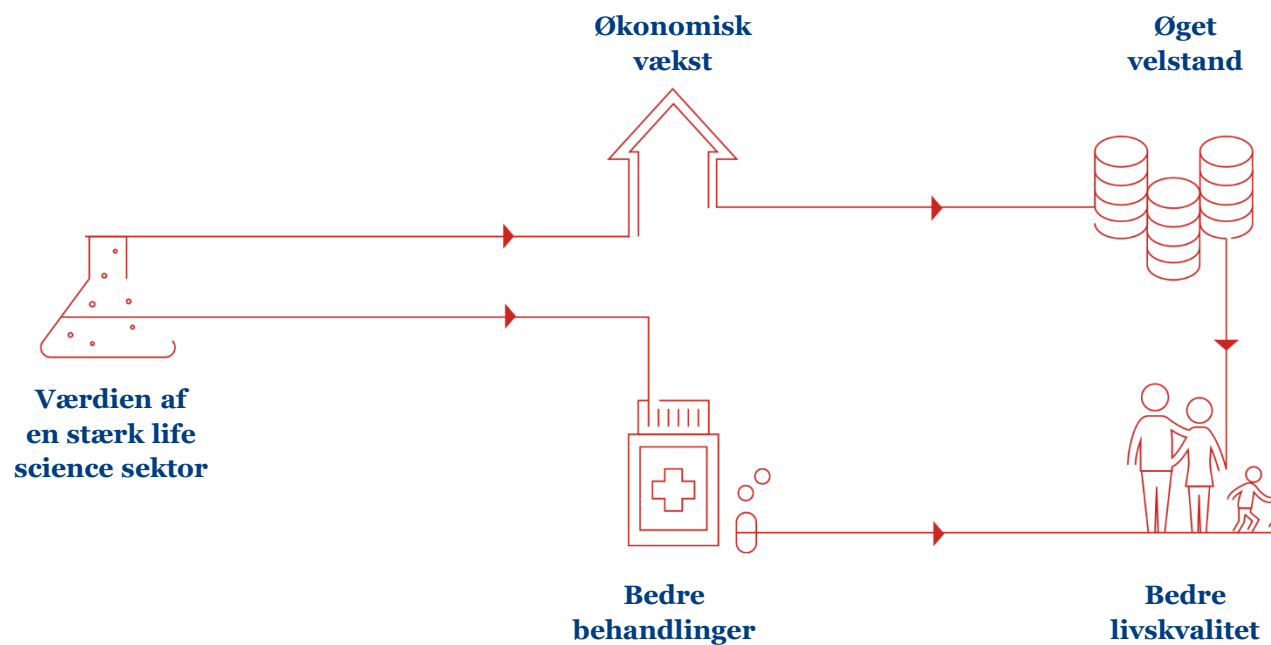 Økonomisk
vækst
Øget
velstand
Værdien af
en stærk life
science sektor
Bedre
behandlinger
Bedre
livskvalitet